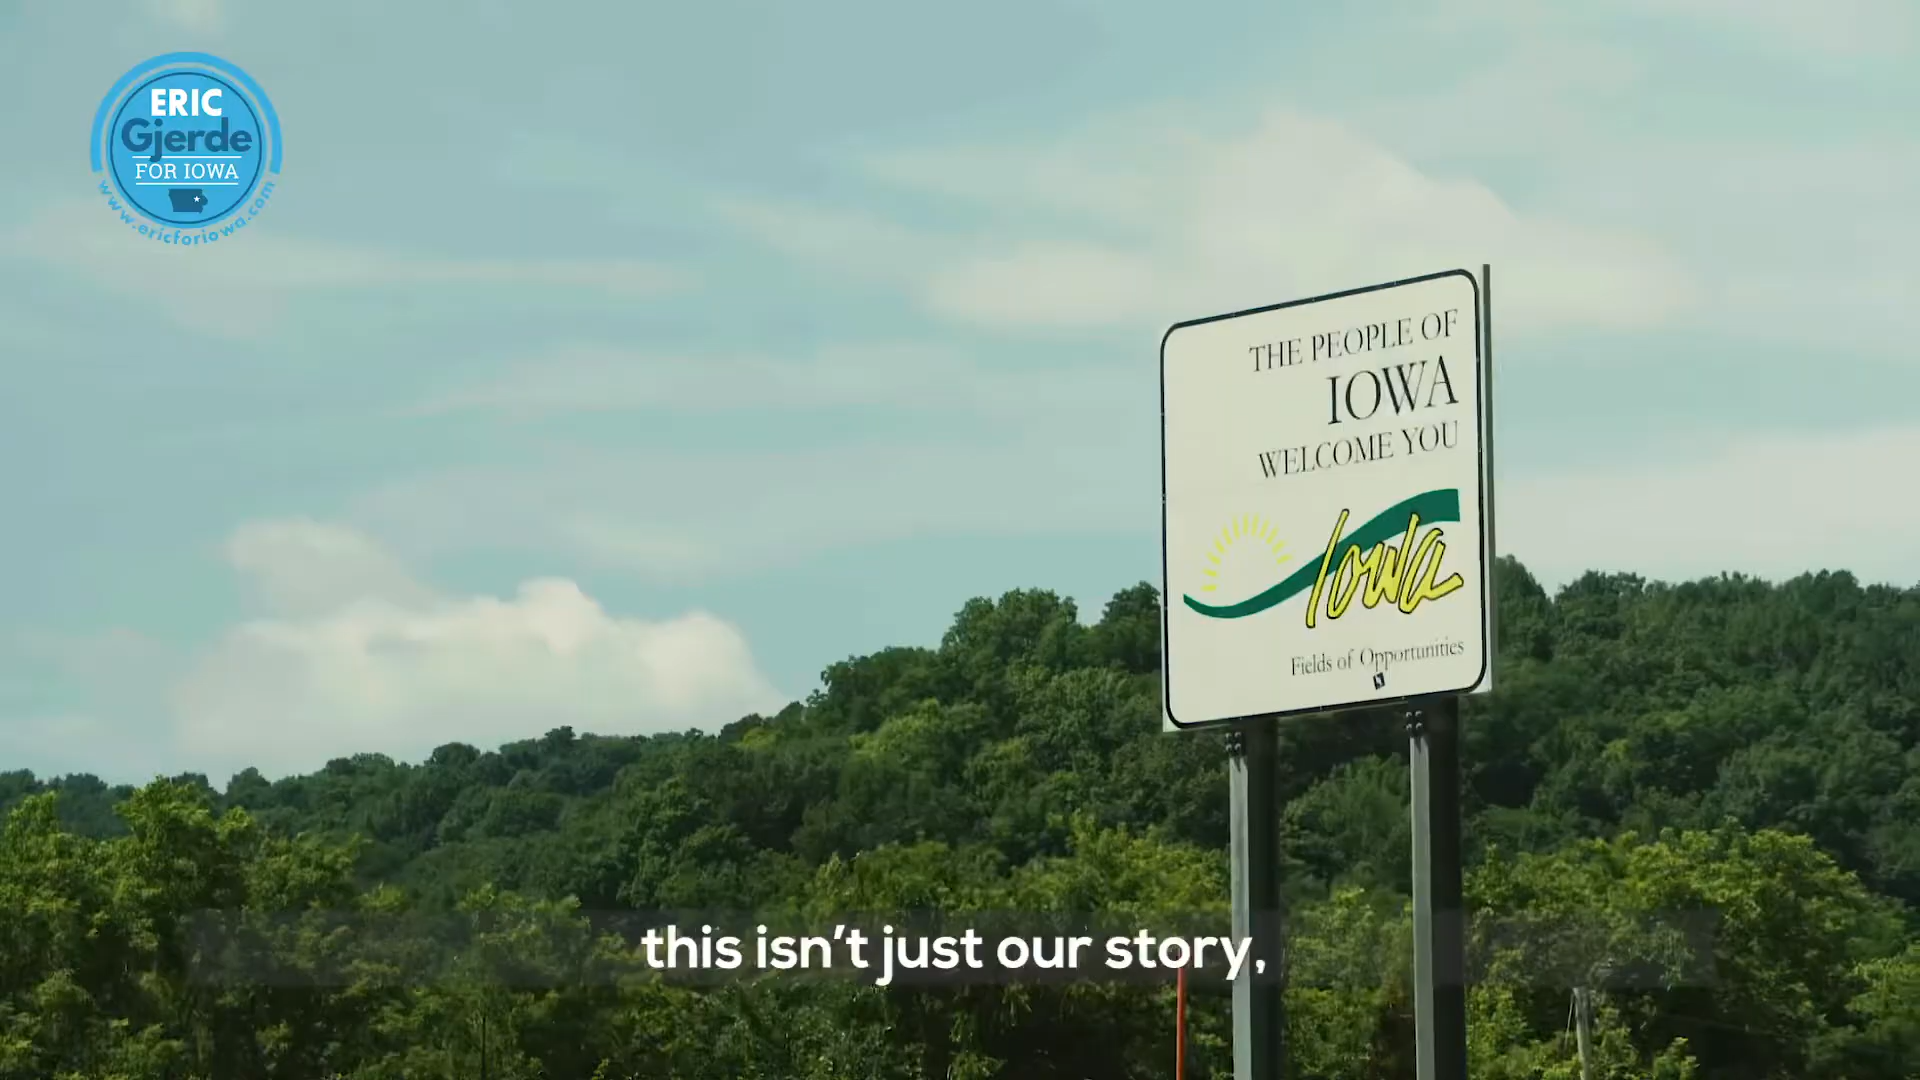 ERIC
Gjerde
FOR IOWA
www.ericforiowa.com
THE PEOPLE OF
IOWA
WELCOME YOU
Iowa
Fields of Opportunities
this isn't just our story,